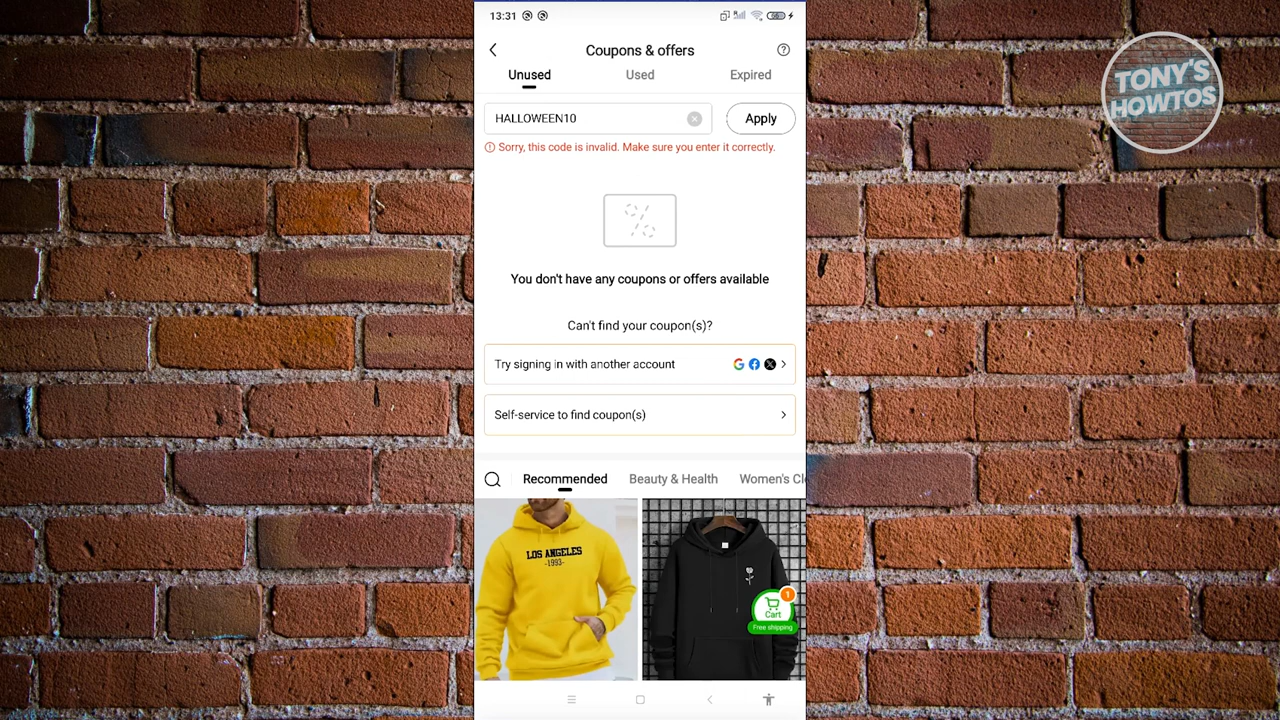 13:31
Coupons & offers
Unused Used Expired
HALLOWEEN10 Apply
Sorry, this code is invalid. Make sure you enter it correctly.
You don't have any coupons or offers available
Can't find your coupon(s)?
Try signing in with another account
Self-service to find coupon(s)
Recommended Beauty & Health Women's Cl
LOS ANGELES
-1993-
1
Cart
Free shipping
TONY'S
HOWTOS